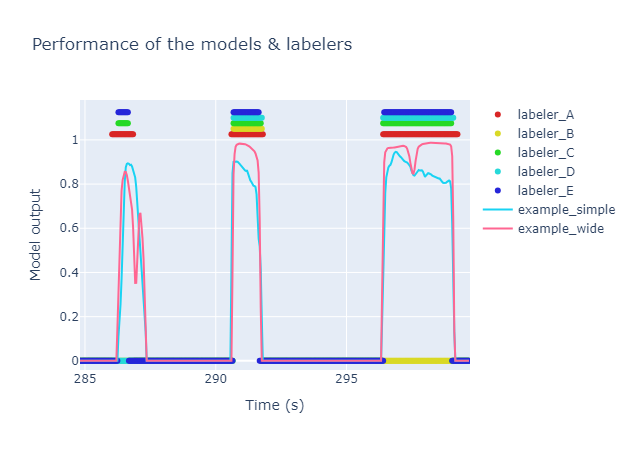 Performance of the models & labelers
labeler_A
labeler_B
labeler_C
labeler_D
labeler_E
example_simple
example_wide
Model output
1
0.8
0.6
0.4
0.2
0
285
290
295
Time (s)